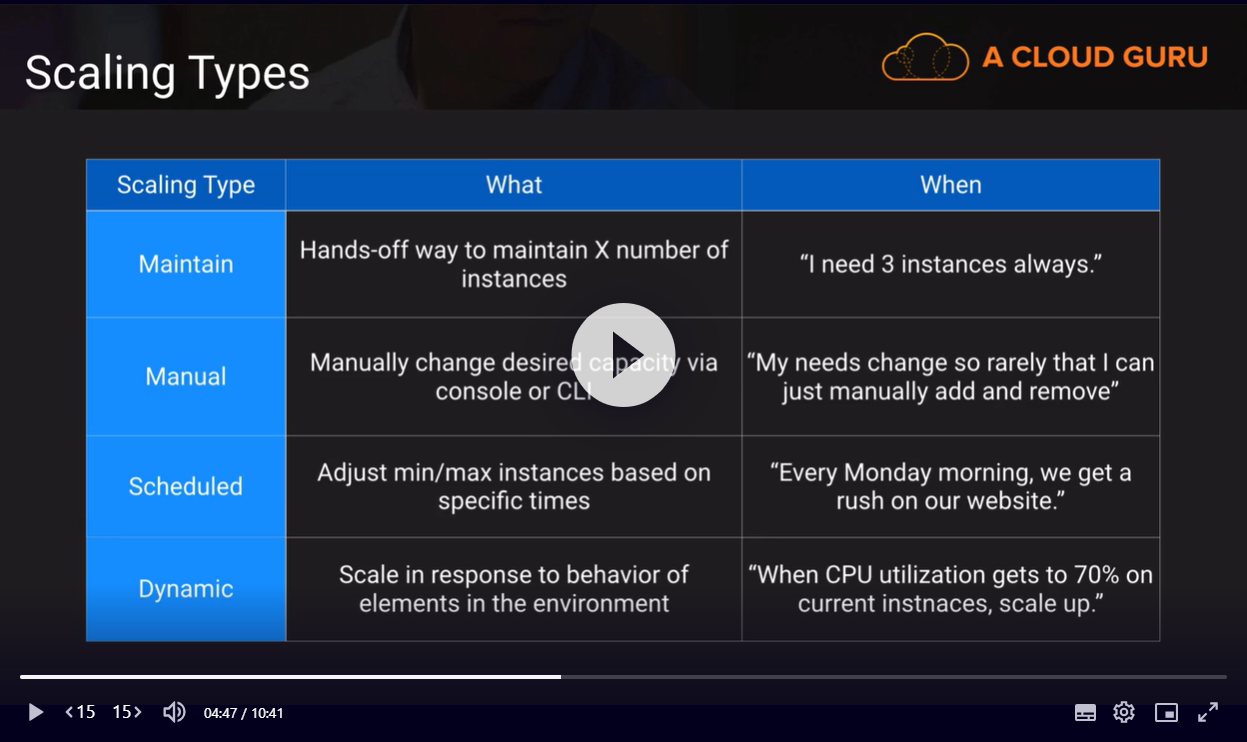 Scaling Types
A CLOUD GURU
Scaling Type
What
When
Maintain
Hands-off way to maintain X number of
instances
“I need 3 instances always.”
Manual
Manually change desired capacity via
console or CLI
“My needs change so rarely that I can
just manually add and remove”
Scheduled
Adjust min/max instances based on
specific times
“Every Monday morning, we get a
rush on our website.”
Dynamic
Scale in response to behavior of
elements in the environment
“When CPU utilization gets to 70% on
current instnaces, scale up.”
15 15 04:47 / 10:41